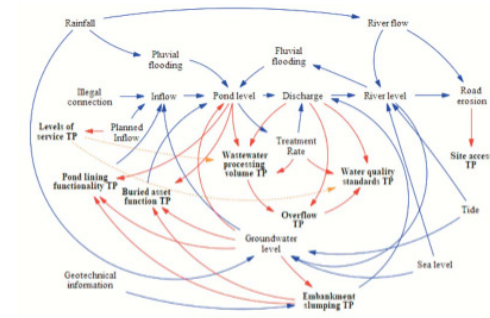 Rainfall
River flow
Pluvial
flooding
Fluvial
flooding
Illegal
connection
Inflow
Pond level
Discharge
River level
Road
erosion
Levels of
service TP
Planned
Inflow
Treatment
Rate
Wastewater
processing
volume TP
Site access
TP
Pond lining
functionality TP
Buried asset
function TP
Water quality
standards TP
Overflow
TP
Tide
Groundwater
level
Sea level
Geotechnical
information
Embankment
slumping TP